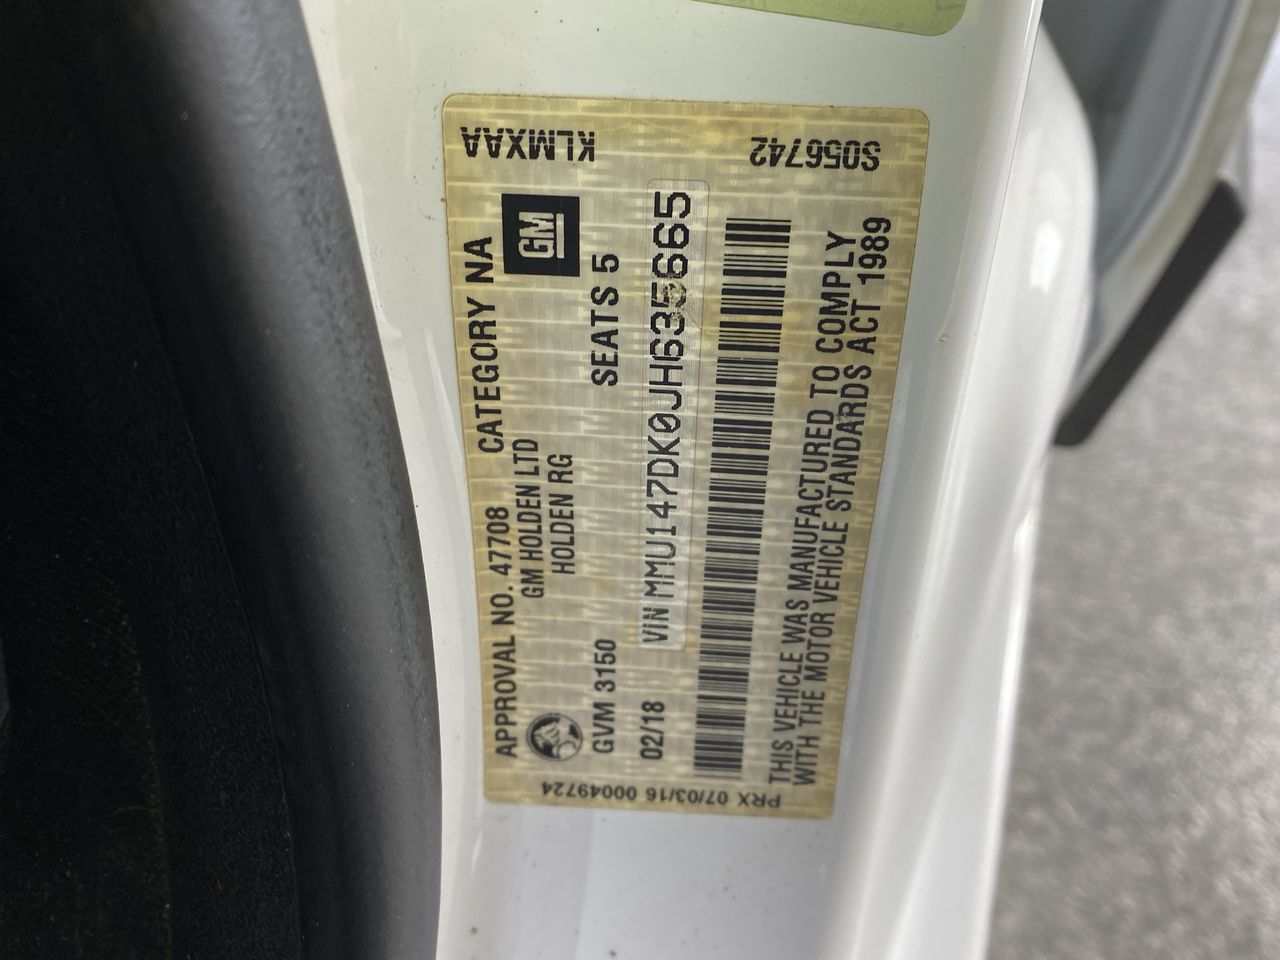 APPROVAL NO. 47708 CATEGORY NA
GM HOLDEN LTD
HOLDEN RG
GM
GVM 3150 SEATS 5
02/18 VIN MMU147DK0JH635665
THIS VEHICLE WAS MANUFACTURED TO COMPLY
WITH THE MOTOR VEHICLE STANDARDS ACT 1989
KLMXAA S056742
PRX 07/03/16 00049724